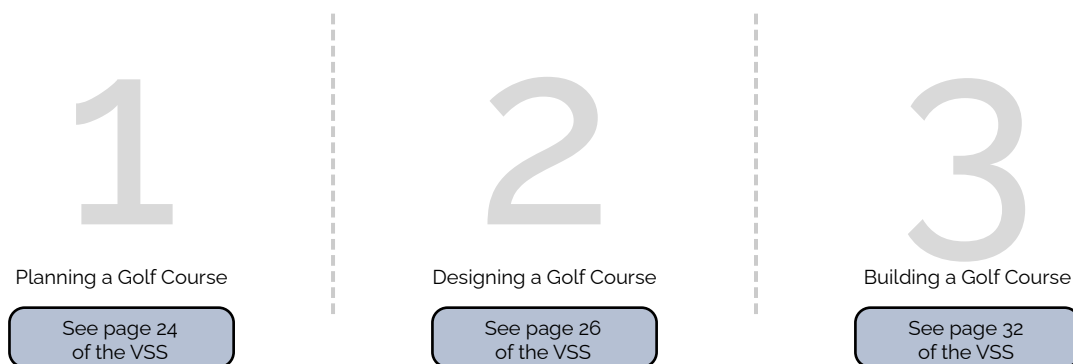 1
Planning a Golf Course
See page 24
of the VSS
2
Designing a Golf Course
See page 26
of the VSS
3
Building a Golf Course
See page 32
of the VSS